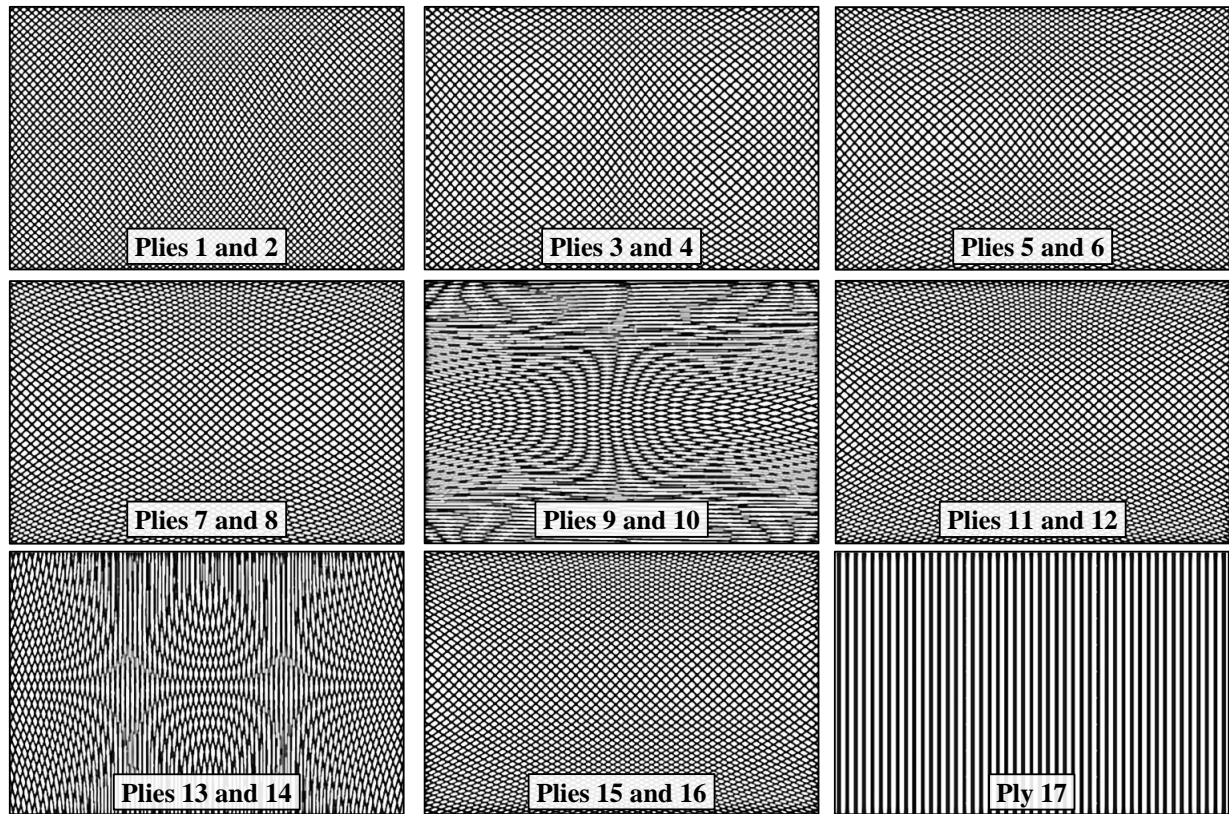 Plies 1 and 2
Plies 3 and 4
Plies 5 and 6
Plies 7 and 8
Plies 9 and 10
Plies 11 and 12
Plies 13 and 14
Plies 15 and 16
Ply 17